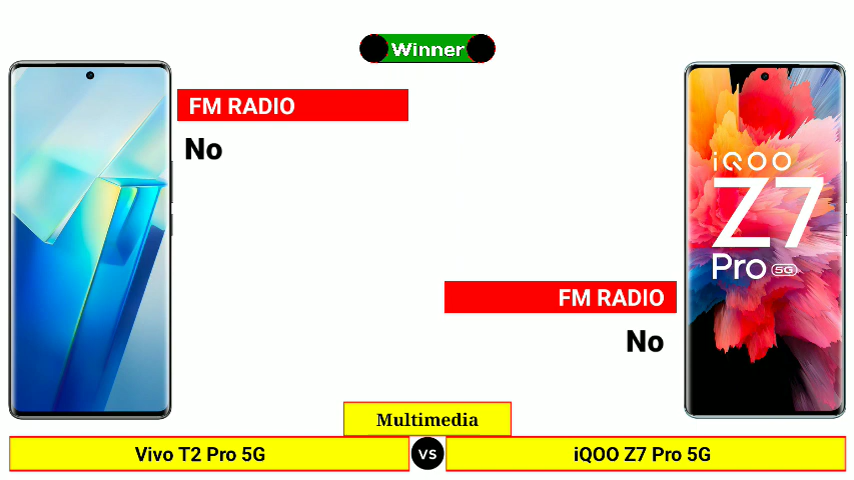 Winner
FM RADIO
No
iQOO
Z7
Pro 5G
FM RADIO
No
Multimedia
Vivo T2 Pro 5G
VS
iQOO Z7 Pro 5G